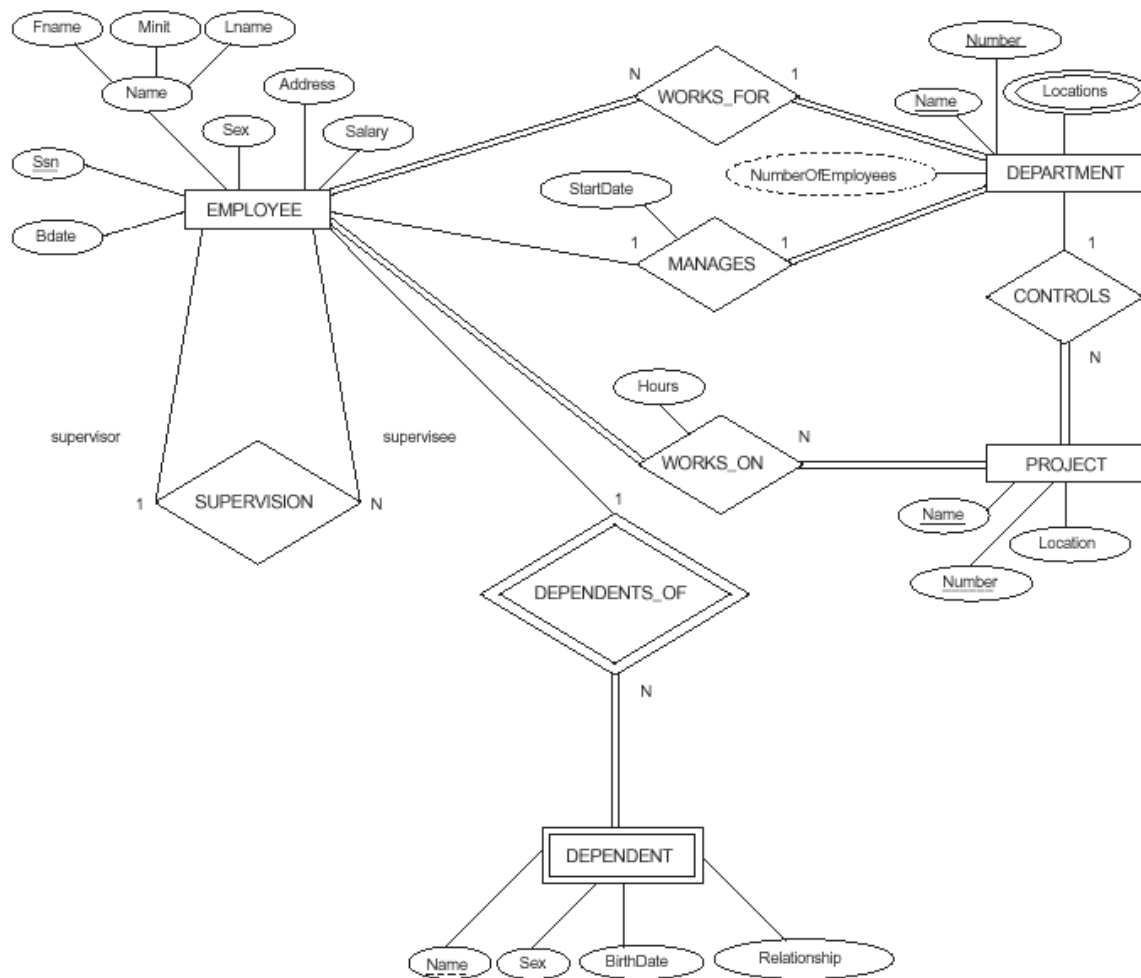 Fname
Minit
Lname
Name
Address
Sex
Salary
Ssn
Bdate
EMPLOYEE
N
WORKS_FOR
1
Number
Name
Locations
NumberOfEmployees
DEPARTMENT
StartDate
1
MANAGES
1
1
CONTROLS
N
supervisor
supervisee
1
SUPERVISION
N
Hours
WORKS_ON
N
PROJECT
Name
Number
Location
1
DEPENDENTS_OF
N
DEPENDENT
Name
Sex
BirthDate
Relationship